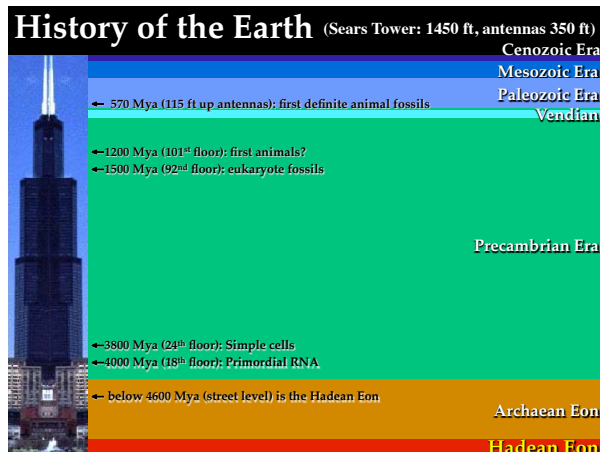 History of the Earth (Sears Tower: 1450 ft, antennas 350 ft)
Cenozoic Era
Mesozoic Era
Paleozoic Era
← 570 Mya (115 ft up antennas): first definite animal fossils
Vendian
←1200 Mya (101st floor): first animals?
←1500 Mya (92nd floor): eukaryote fossils
Precambrian Era
←3800 Mya (24th floor): Simple cells
←4000 Mya (18th floor): Primordial RNA
← below 4600 Mya (street level) is the Hadean Eon
Archaean Eon
Hadean Eon